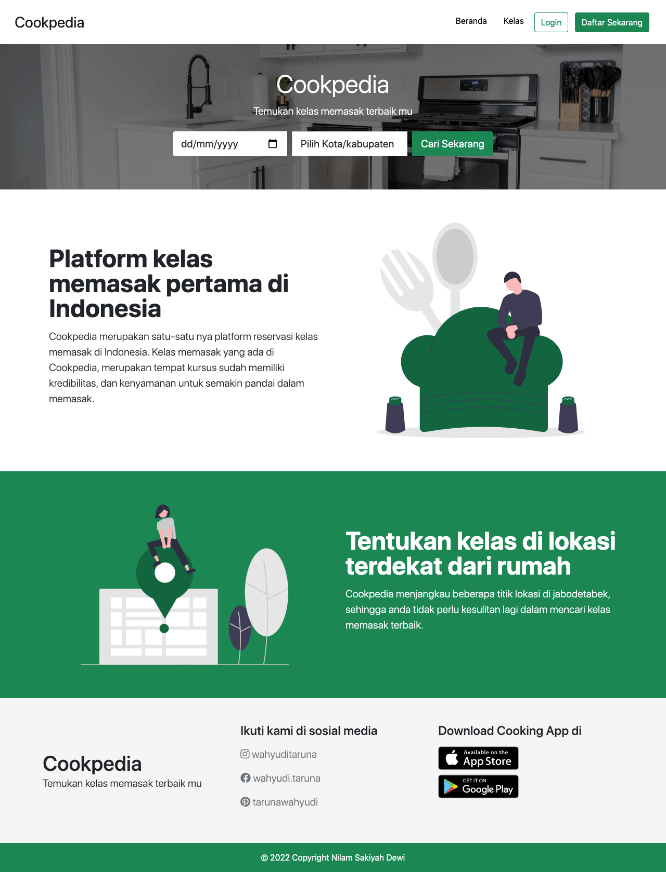 Cookpedia
Beranda
Kelas
Login
Daftar Sekarang
Cookpedia
Temukan kelas memasak terbaik mu
dd/mm/yyyy
Pilih Kota/kabupaten
Cari Sekarang
Platform kelas
memasak pertama di
Indonesia
Cookpedia merupakan satu-satu nya platform reservasi kelas
memasak di Indonesia. Kelas memasak yang ada di
Cookpedia, merupakan tempat kursus sudah memiliki
kredibilitas, dan kenyamanan untuk semakin pandai dalam
memasak.
Tentukan kelas di lokasi
terdekat dari rumah
Cookpedia menjangkau beberapa titik lokasi di jabodetabek,
sehingga anda tidak perlu kesulitan lagi dalam mencari kelas
memasak terbaik.
Cookpedia
Temukan kelas memasak terbaik mu
Ikuti kami di sosial media
wahyuditaruna
wahyudi.taruna
tarunawahyudi
Download Cooking App di
Available on the
App Store
GET IT ON
Google Play
© 2022 Copyright Nilam Sakiyah Dewi